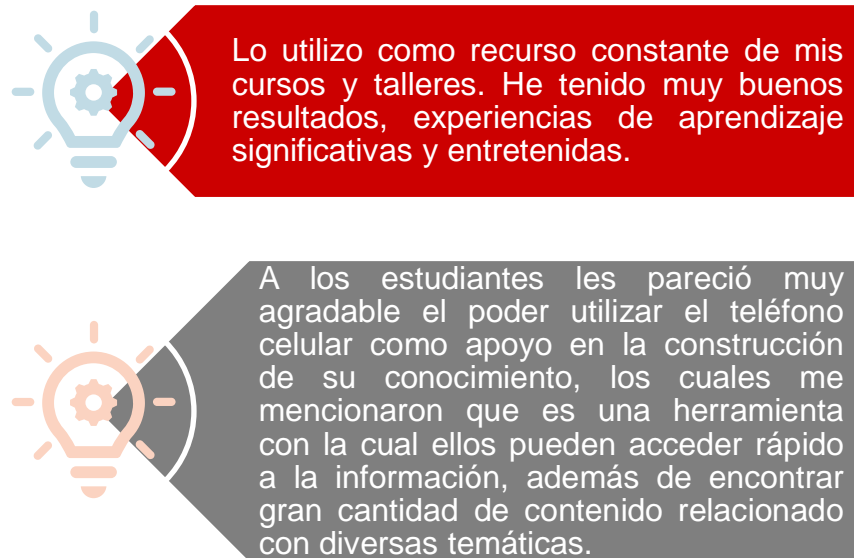 Lo utilizo como recurso constante de mis
cursos y talleres. He tenido muy buenos
resultados, experiencias de aprendizaje
significativas y entretenidas.
A los estudiantes les pareció muy
agradable el poder utilizar el teléfono
celular como apoyo en la construcción
de su conocimiento, los cuales me
mencionaron que es una herramienta
con la cual ellos pueden acceder rápido
a la información, además de encontrar
gran cantidad de contenido relacionado
con diversas temáticas.